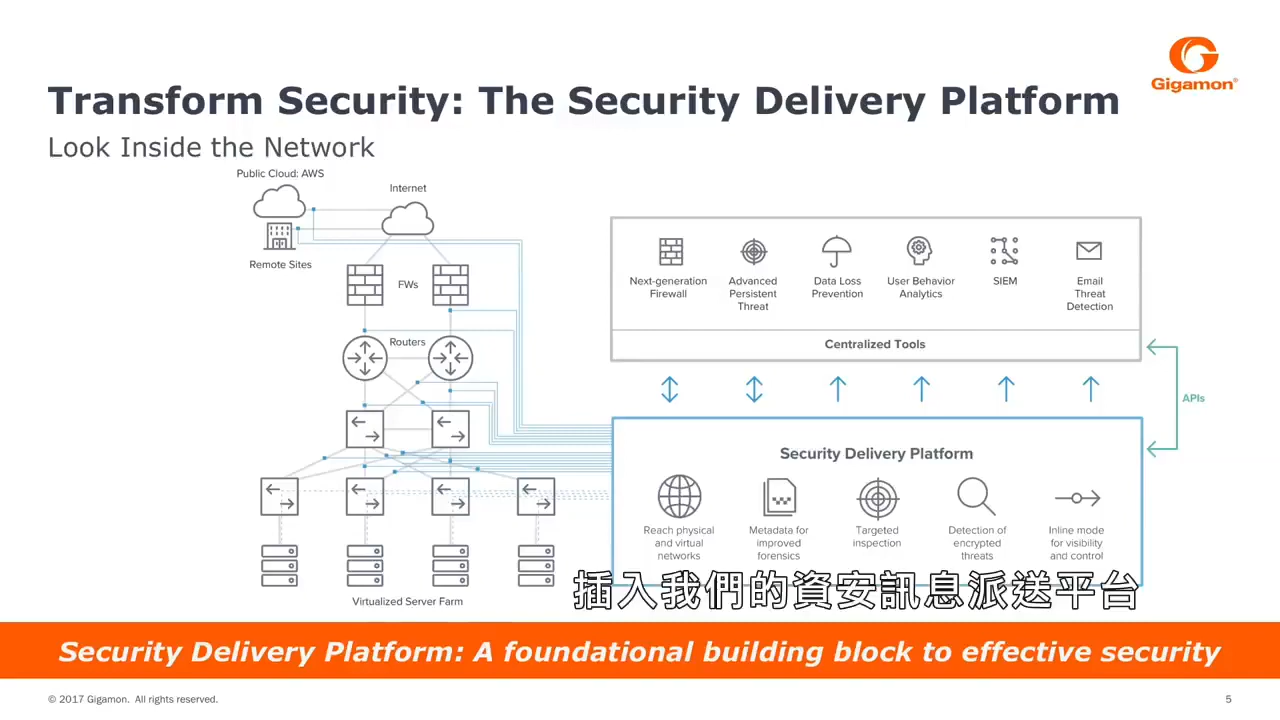 Gigamon®
Transform Security: The Security Delivery Platform
Look Inside the Network
Public Cloud: AWS
Internet
Remote Sites
FWs
Routers
Virtualized Server Farm
Next-generation
Firewall
Advanced
Persistent
Threat
Data Loss
Prevention
User Behavior
Analytics
SIEM
Email
Threat
Detection
Centralized Tools
APIs
Security Delivery Platform
Reach physical
and virtual
networks
Metadata for
improved
forensics
Targeted
inspection
Detection of
encrypted
threats
Inline mode
for visibility
and control
插入我們的資安訊息派送平台
Security Delivery Platform: A foundational building block to effective security
© 2017 Gigamon. All rights reserved.
5